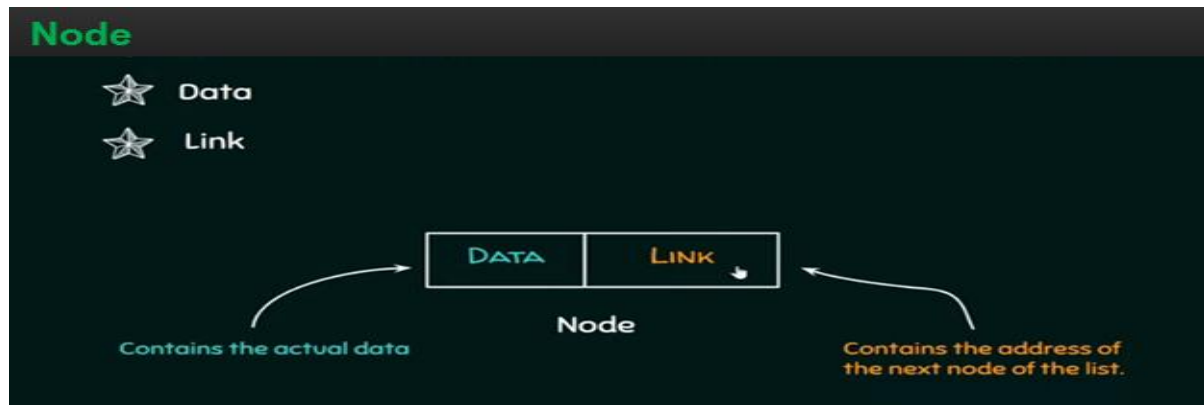 Node
Data
Link
DATA LINK
Node
Contains the actual data
Contains the address of
the next node of the list.